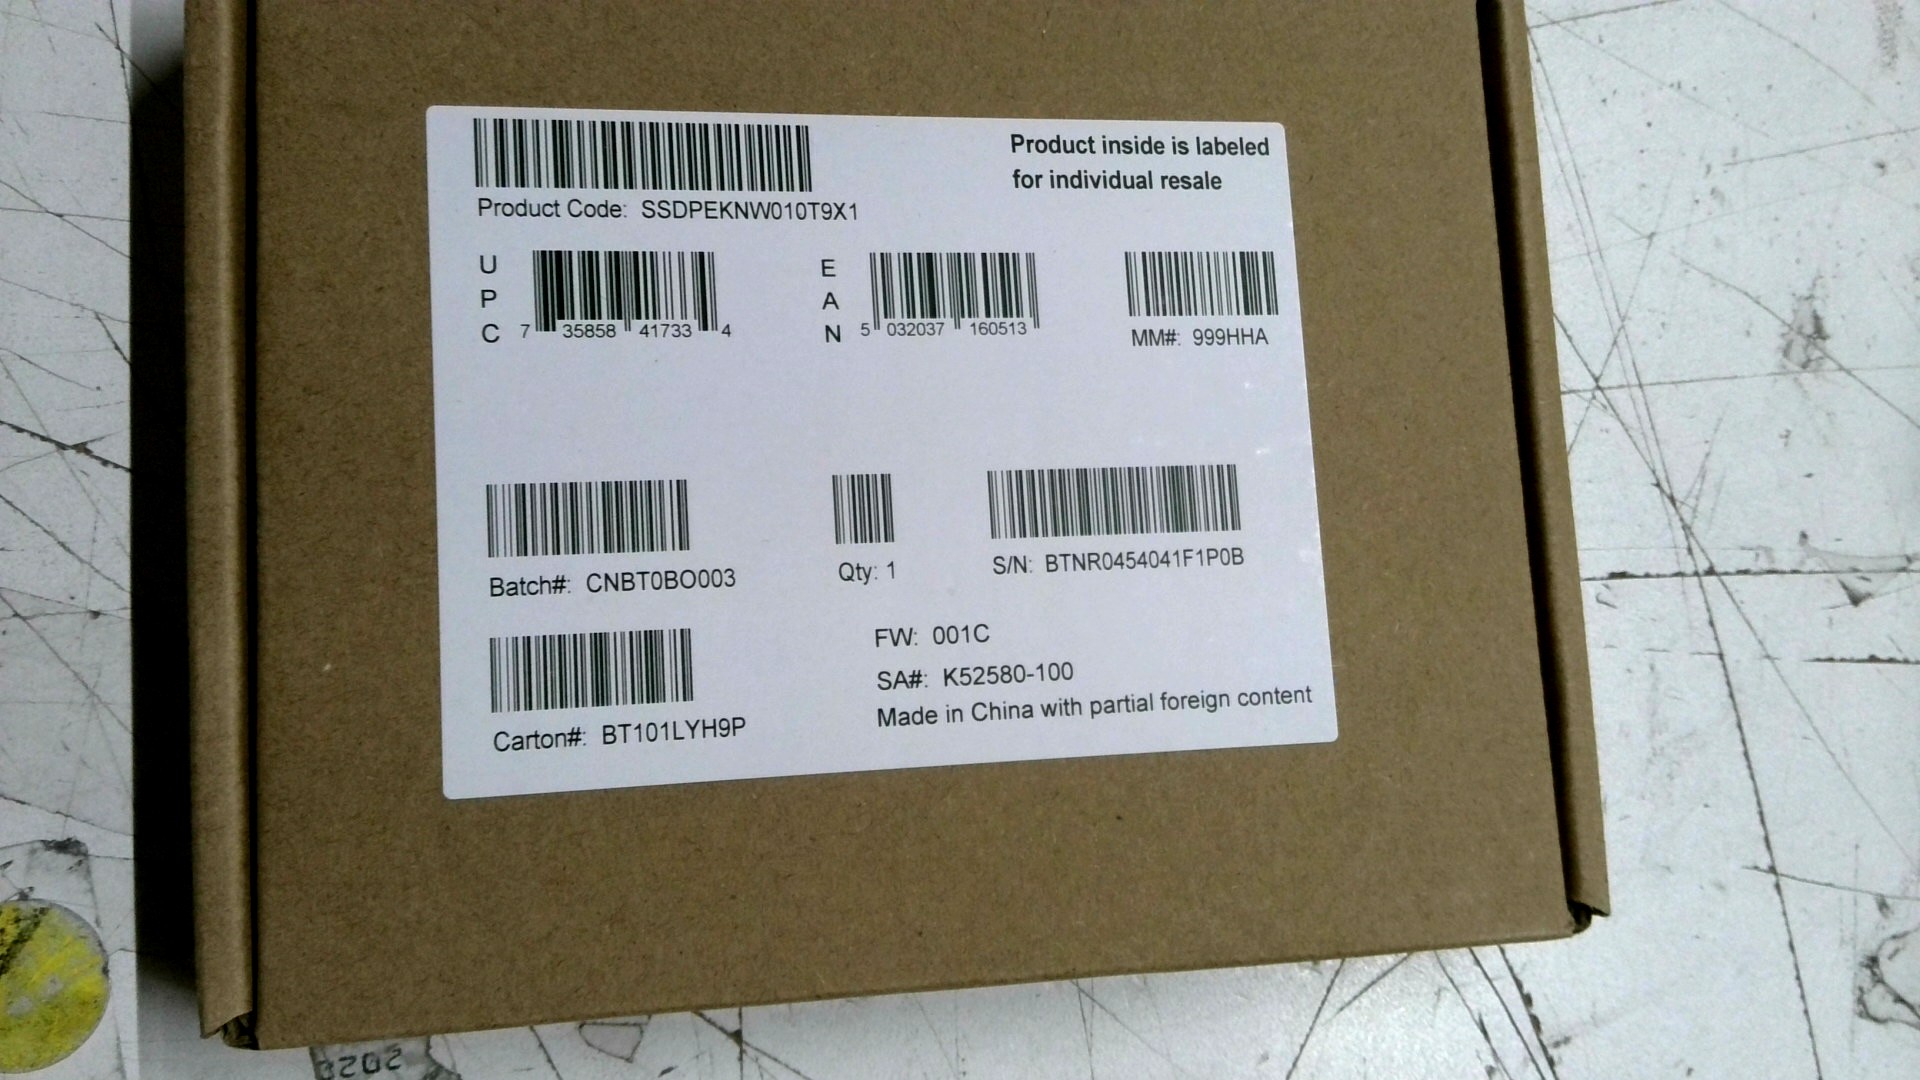 Product inside is labeled
for individual resale
Product Code: SSDPEKNW010T9X1
UPC 7 35858 41733 4
EAN 5 032037 160513
MM#: 999HHA
Batch#: CNBT0BO003
Qty: 1
S/N: BTNR0454041F1P0B
FW: 001C
SA#: K52580-100
Made in China with partial foreign content
Carton#: BT101LYH9P